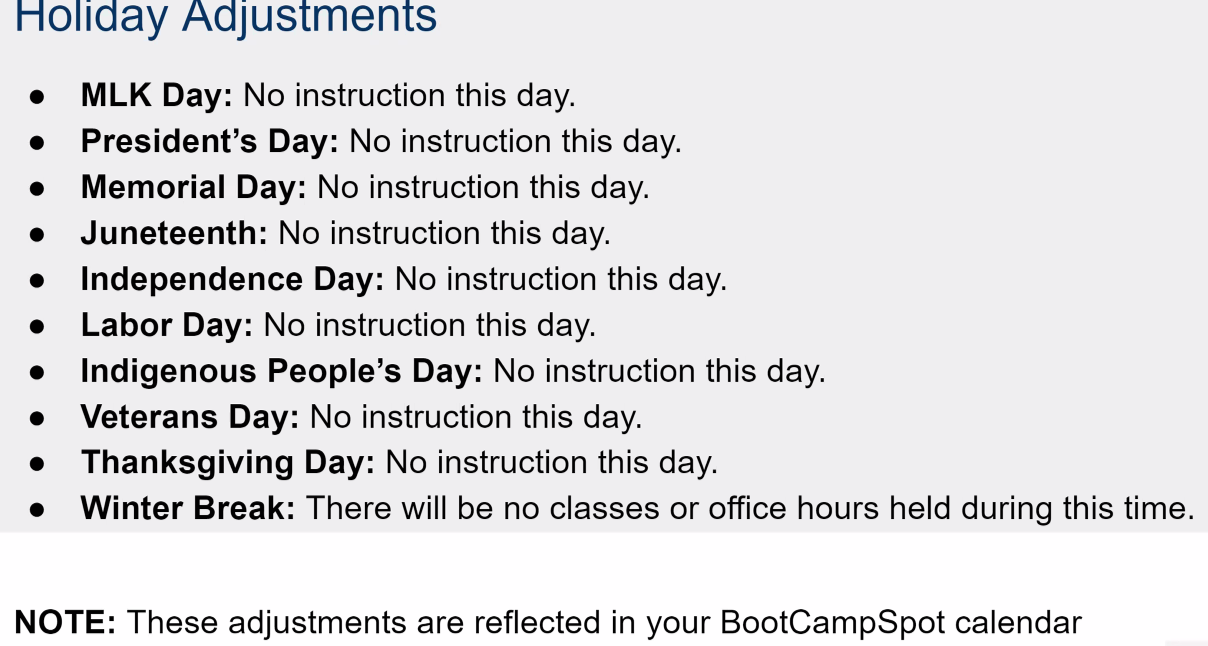 Holiday Adjustments
● MLK Day: No instruction this day.
● President’s Day: No instruction this day.
● Memorial Day: No instruction this day.
● Juneteenth: No instruction this day.
● Independence Day: No instruction this day.
● Labor Day: No instruction this day.
● Indigenous People’s Day: No instruction this day.
● Veterans Day: No instruction this day.
● Thanksgiving Day: No instruction this day.
● Winter Break: There will be no classes or office hours held during this time.
NOTE: These adjustments are reflected in your BootCampSpot calendar